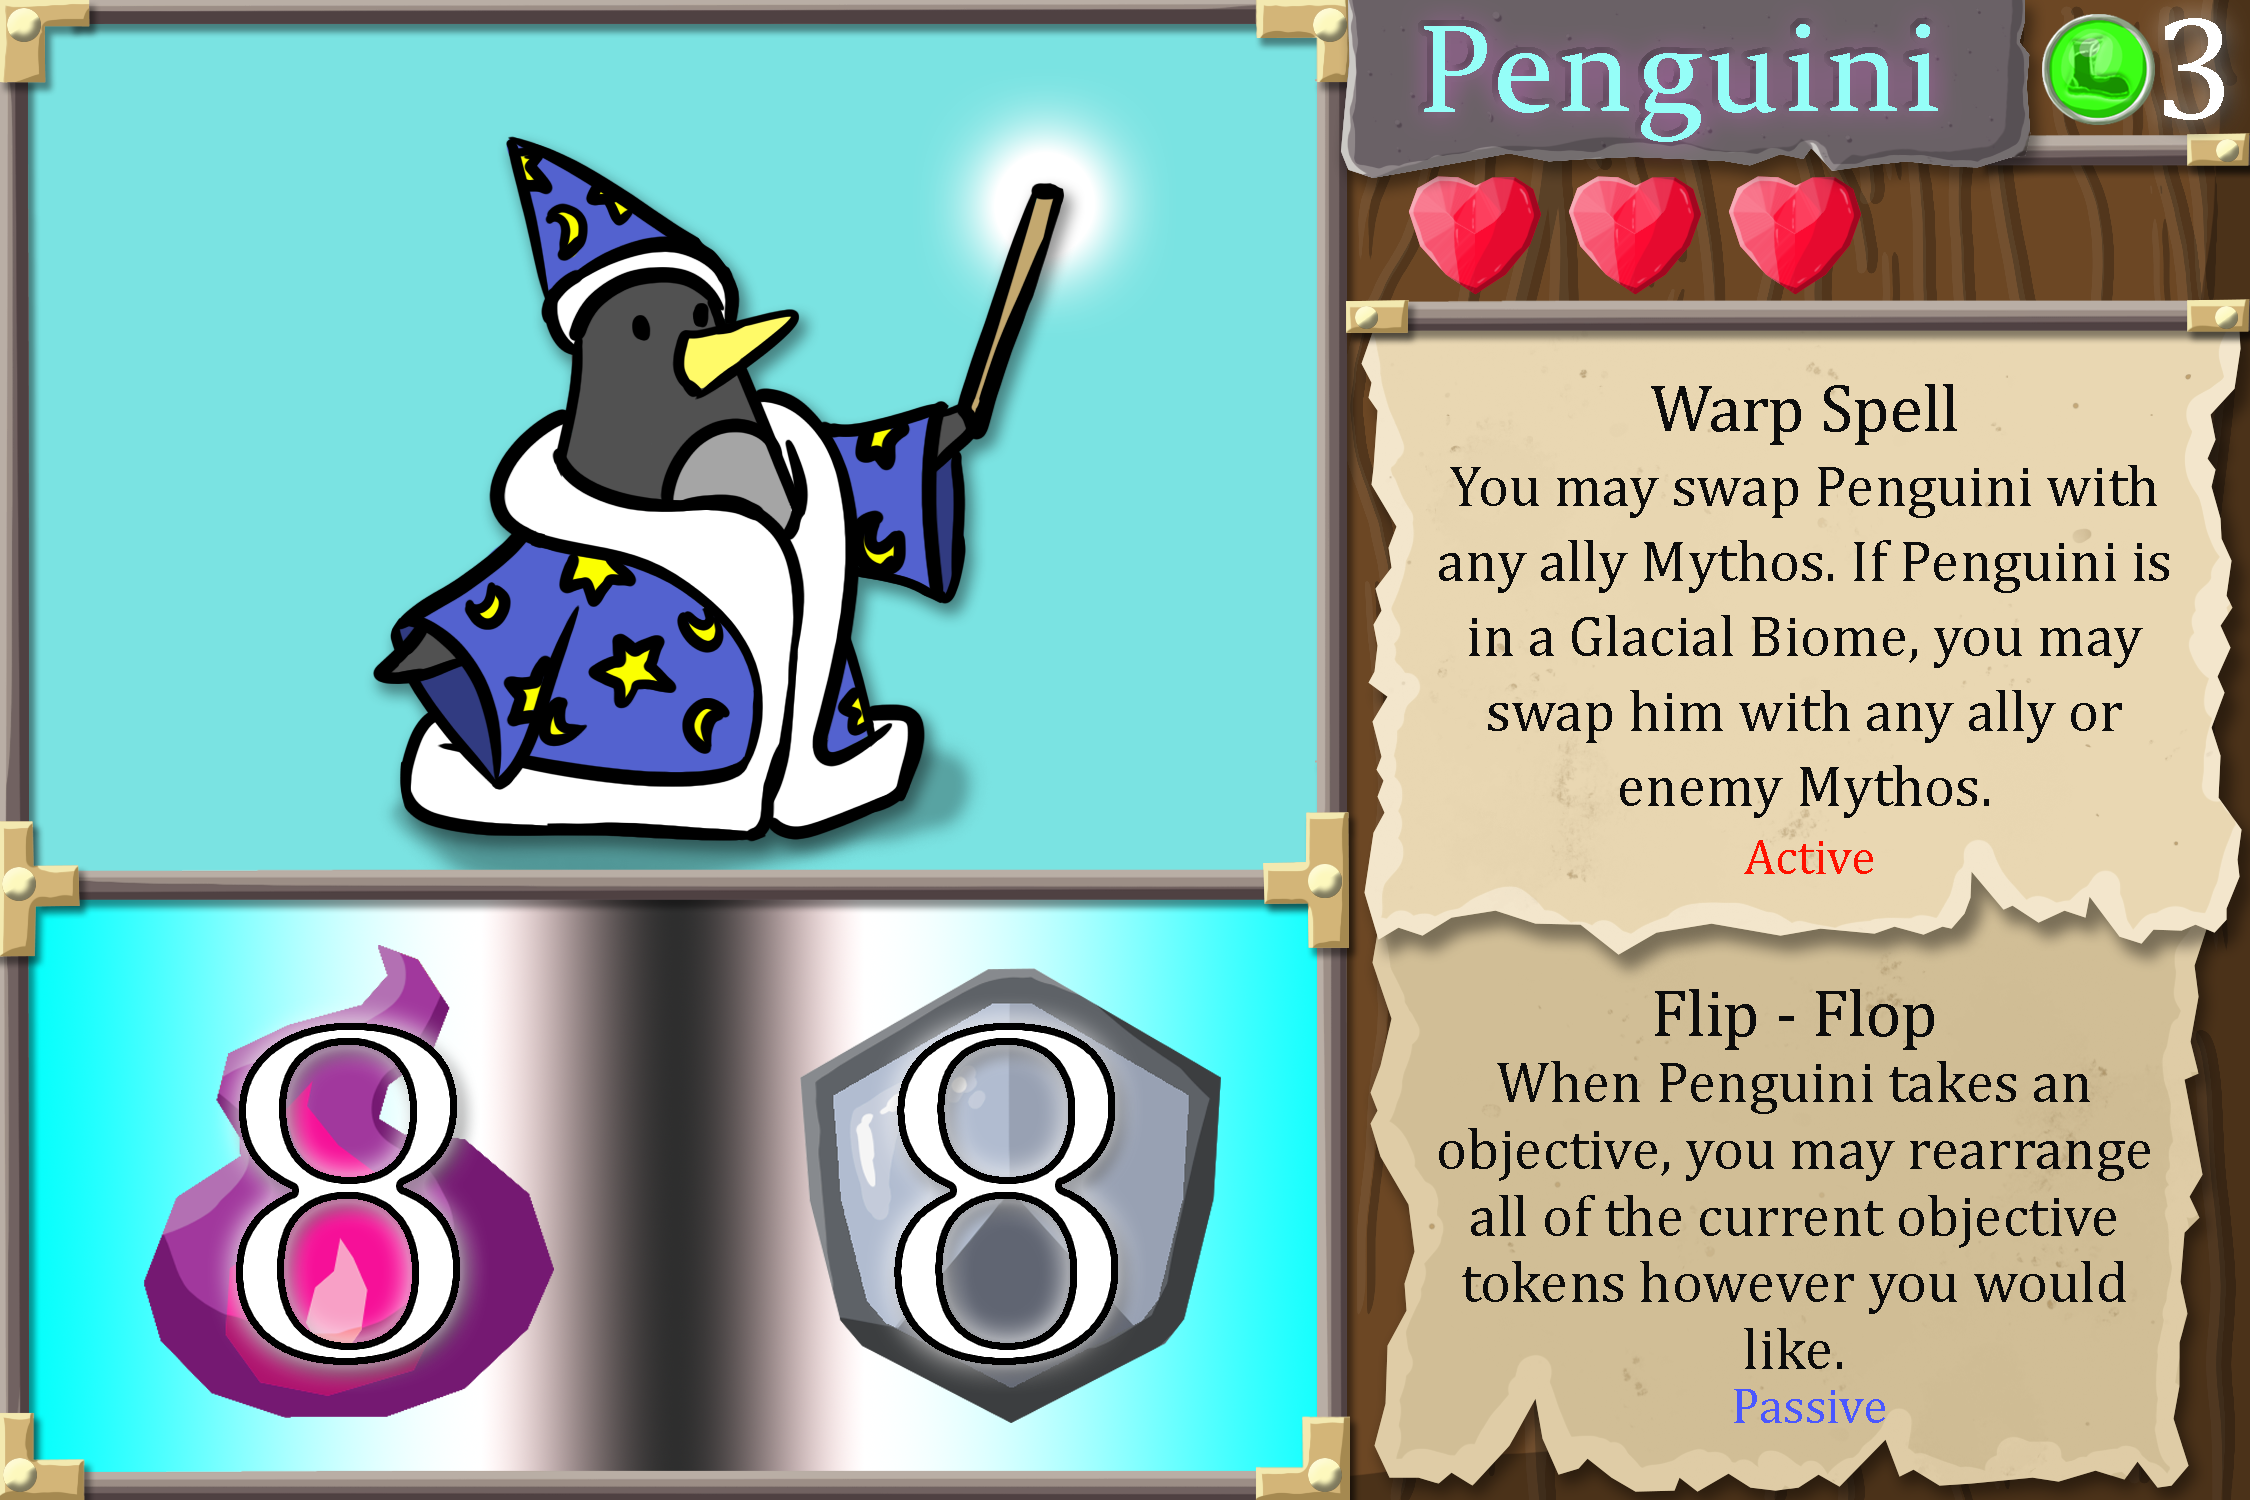 Penguini
3
Warp Spell
You may swap Penguini with
any ally Mythos. If Penguini is
in a Glacial Biome, you may
swap him with any ally or
enemy Mythos.
Active
Flip - Flop
When Penguini takes an
objective, you may rearrange
all of the current objective
tokens however you would
like.
Passive
8
8